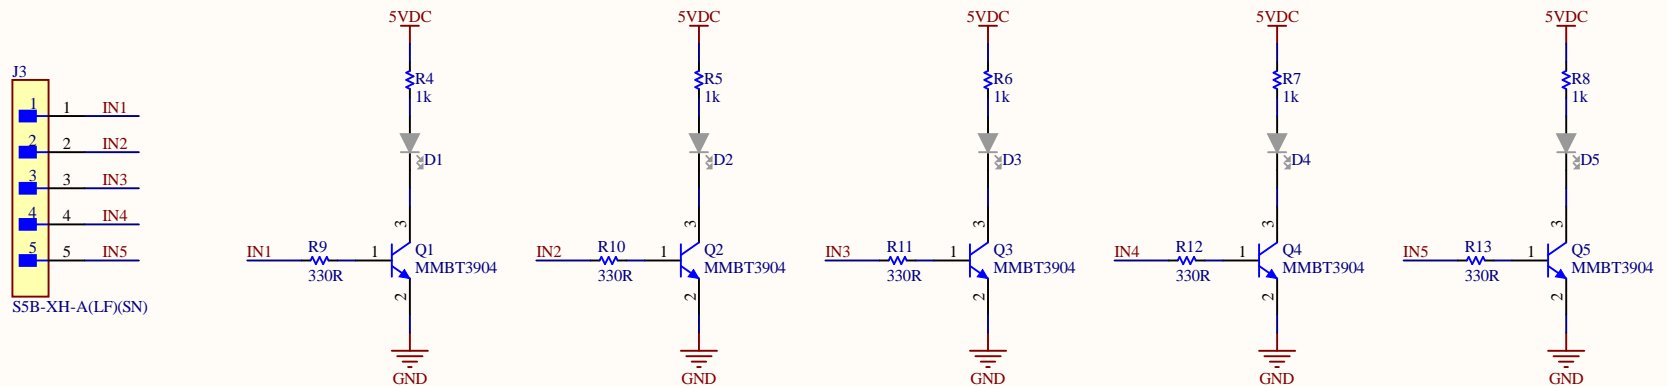 J3
1 1 IN1
2 2 IN2
3 3 IN3
4 4 IN4
5 5 IN5
S5B-XH-A(LF)(SN)
5VDC
R4
1k
D1
3
IN1 R9 1 Q1
330R MMBT3904
2
GND
5VDC
R5
1k
D2
3
IN2 R10 1 Q2
330R MMBT3904
2
GND
5VDC
R6
1k
D3
3
IN3 R11 1 Q3
330R MMBT3904
2
GND
5VDC
R7
1k
D4
3
IN4 R12 1 Q4
330R MMBT3904
2
GND
5VDC
R8
1k
D5
3
IN5 R13 1 Q5
330R MMBT3904
2
GND